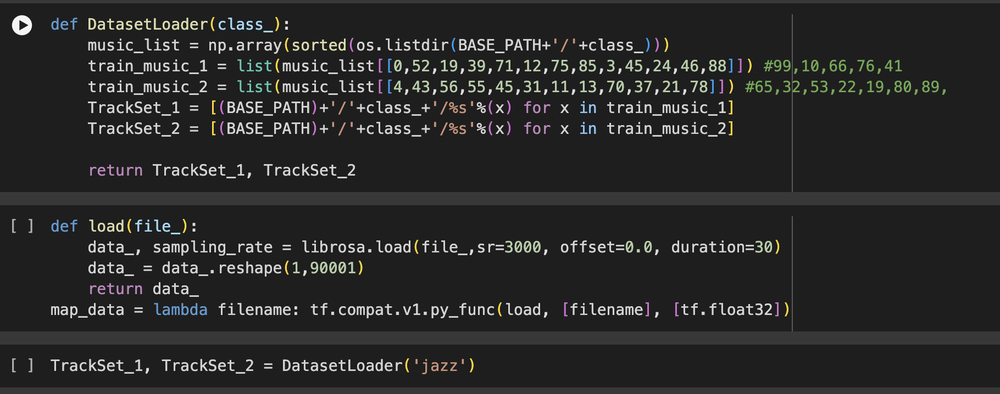 def DatasetLoader(class_):
    music_list = np.array(sorted(os.listdir(BASE_PATH+'/'+class_)))
    train_music_1 = list(music_list[[0,52,19,39,71,12,75,85,3,45,24,46,88]]) #99,10,66,76,41
    train_music_2 = list(music_list[[4,43,56,55,45,31,11,13,70,37,21,78]]) #65,32,53,22,19,80,89,
    TrackSet_1 = [(BASE_PATH)+'/'+class_+'/%s'%(x) for x in train_music_1]
    TrackSet_2 = [(BASE_PATH)+'/'+class_+'/%s'%(x) for x in train_music_2]
    return TrackSet_1, TrackSet_2
[ ] def load(file_):
    data_, sampling_rate = librosa.load(file_,sr=3000, offset=0.0, duration=30)
    data_ = data_.reshape(1,90001)
    return data_
map_data = lambda filename: tf.compat.v1.py_func(load, [filename], [tf.float32])
[ ] TrackSet_1, TrackSet_2 = DatasetLoader('jazz')